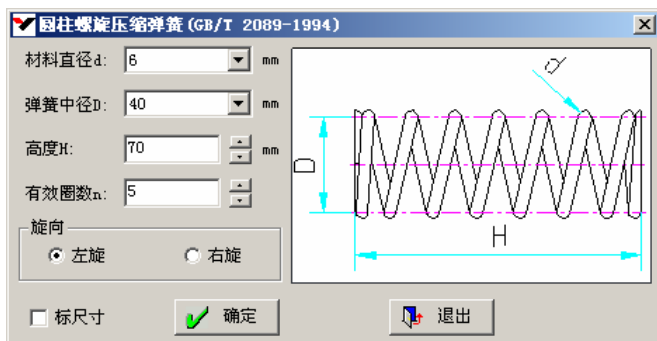 圆柱螺旋压缩弹簧(GB/T 2089-1994)
材料直径d: 6 mm
弹簧中径D: 40 mm
高度H: 70 mm
有效圈数n: 5
旋向
左旋 右旋
标尺寸 确定 退出
d
D
H